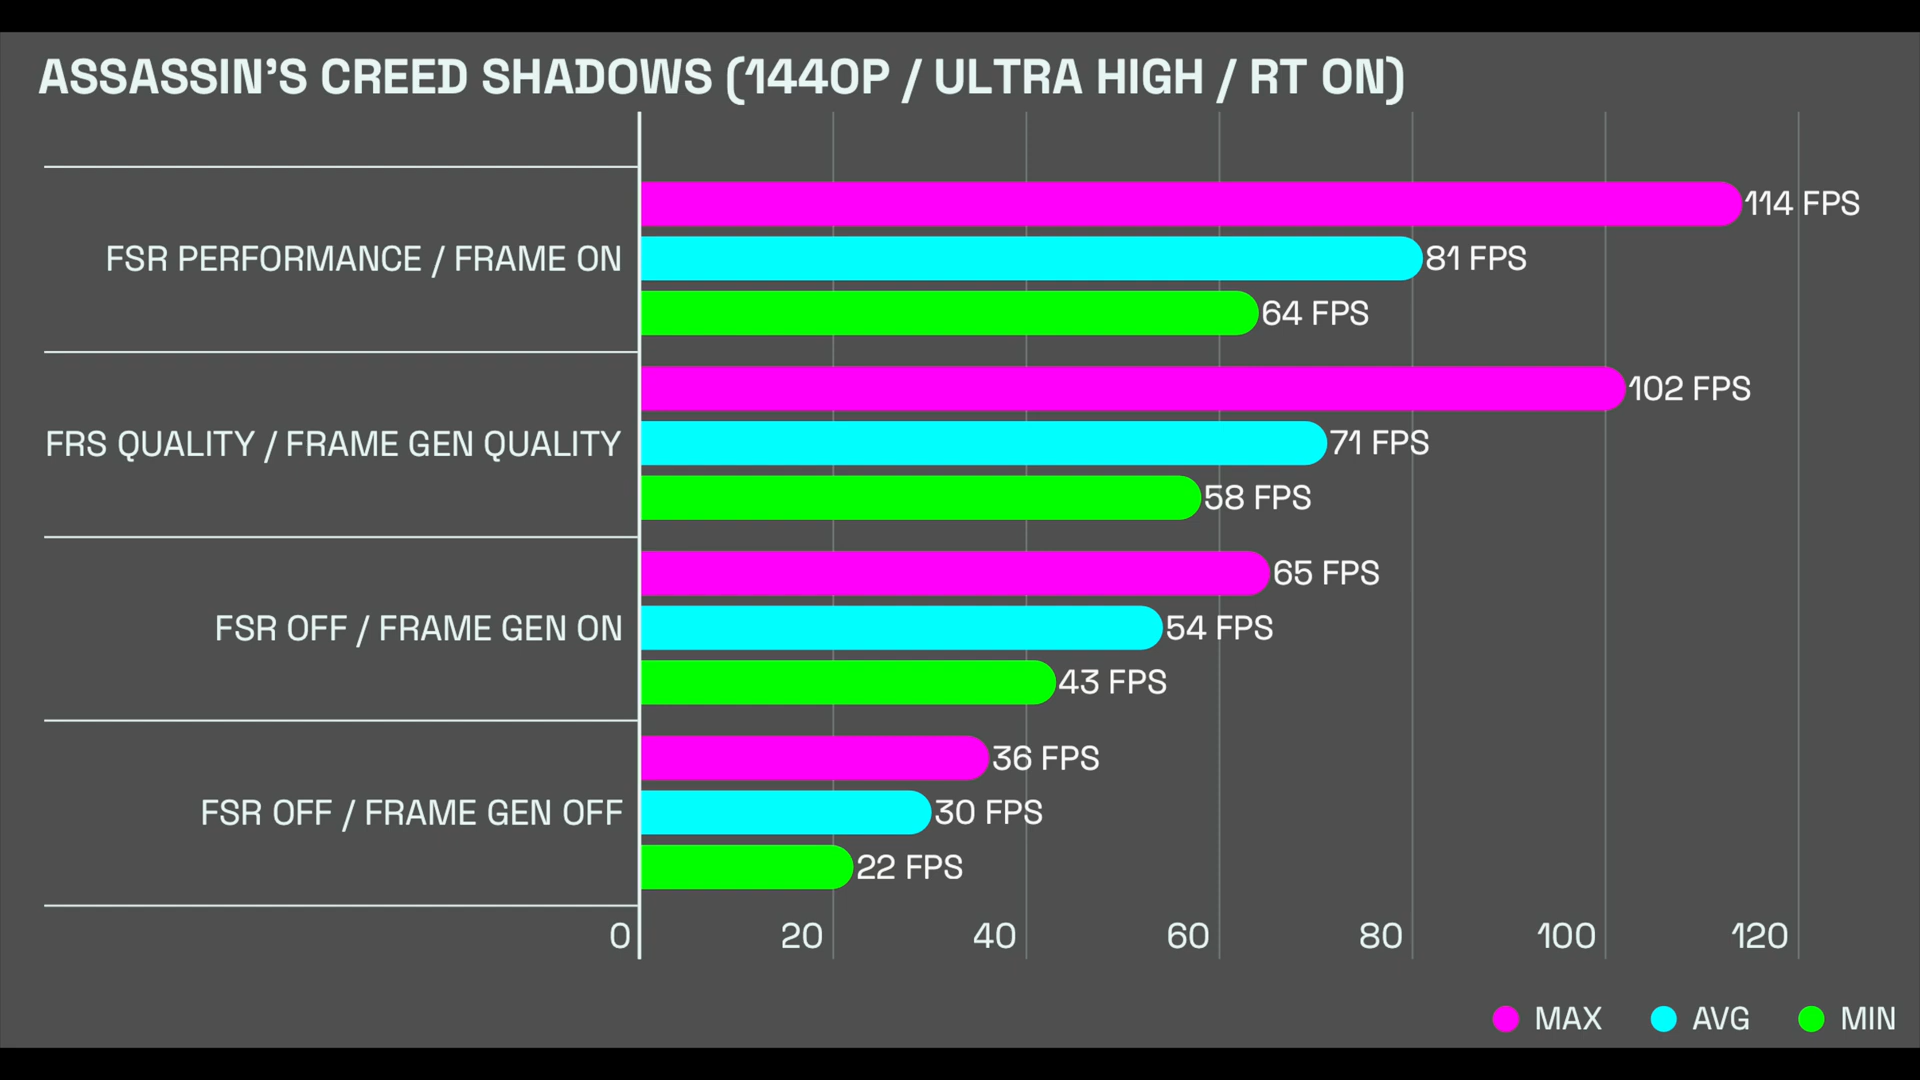 ASSASSIN'S CREED SHADOWS (1440P / ULTRA HIGH / RT ON)
FSR PERFORMANCE / FRAME ON
114 FPS
81 FPS
64 FPS
FRS QUALITY / FRAME GEN QUALITY
102 FPS
71 FPS
58 FPS
FSR OFF / FRAME GEN ON
65 FPS
54 FPS
43 FPS
FSR OFF / FRAME GEN OFF
36 FPS
30 FPS
22 FPS
0 20 40 60 80 100 120
MAX AVG MIN